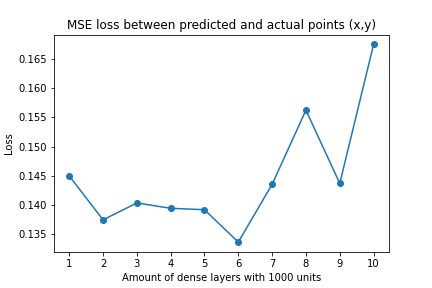 MSE loss between predicted and actual points (x,y)
0.165
0.160
0.155
0.150
0.145
0.140
0.135
Loss
1 2 3 4 5 6 7 8 9 10
Amount of dense layers with 1000 units